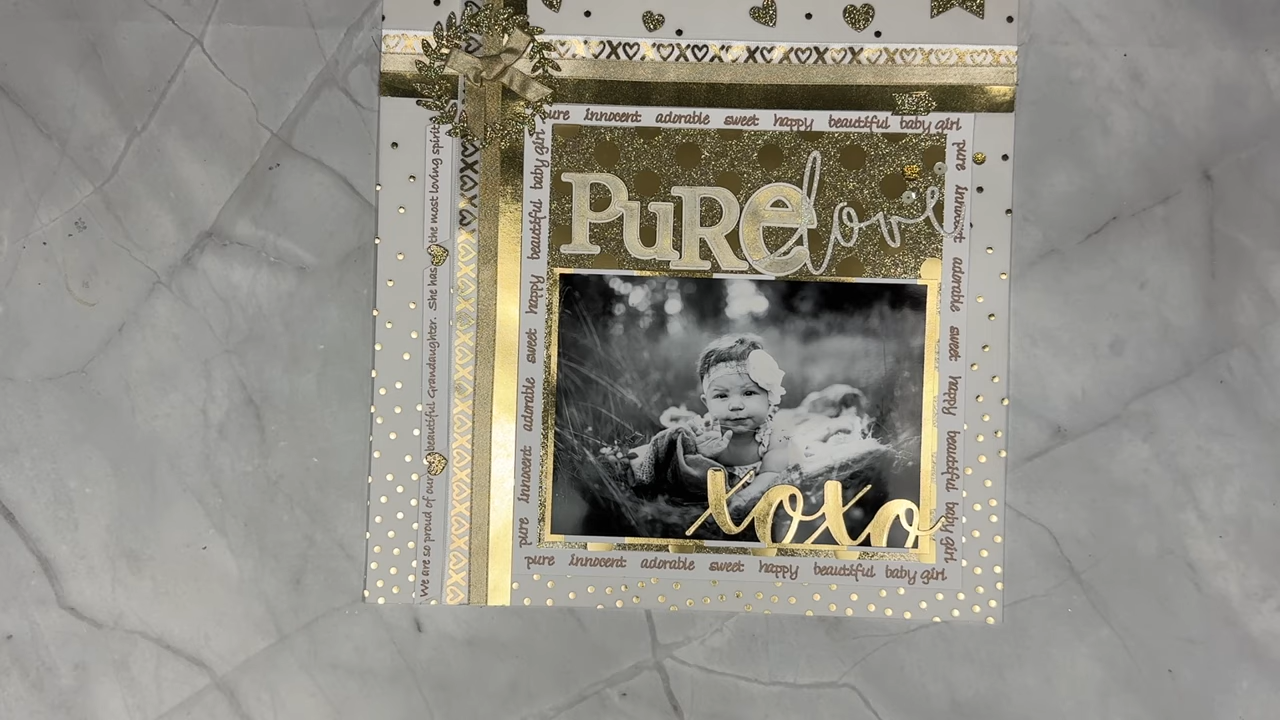 XOXOXOXOXOXOXOXOXOXO
pure innocent adorable sweet happy beautiful baby girl
pure love
xoxo
pure innocent adorable sweet happy beautiful baby girl
pure innocent adorable sweet happy beautiful baby girl
pure innocent adorable sweet happy beautiful baby girl
We are so proud of our beautiful Grandaughter. She has the most loving spirit